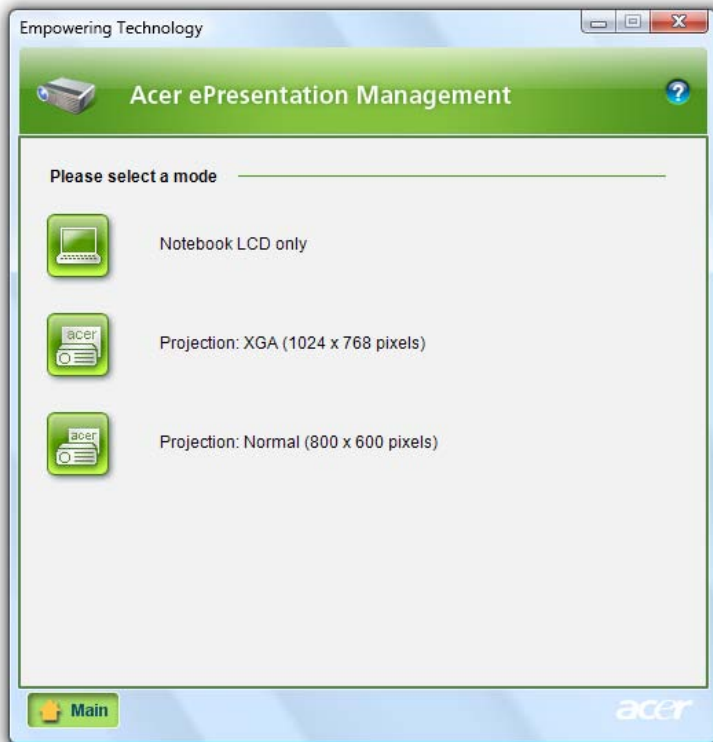 Empowering Technology
Acer ePresentation Management
?
Please select a mode
Notebook LCD only
acer
Projection: XGA (1024 x 768 pixels)
acer
Projection: Normal (800 x 600 pixels)
Main
acer